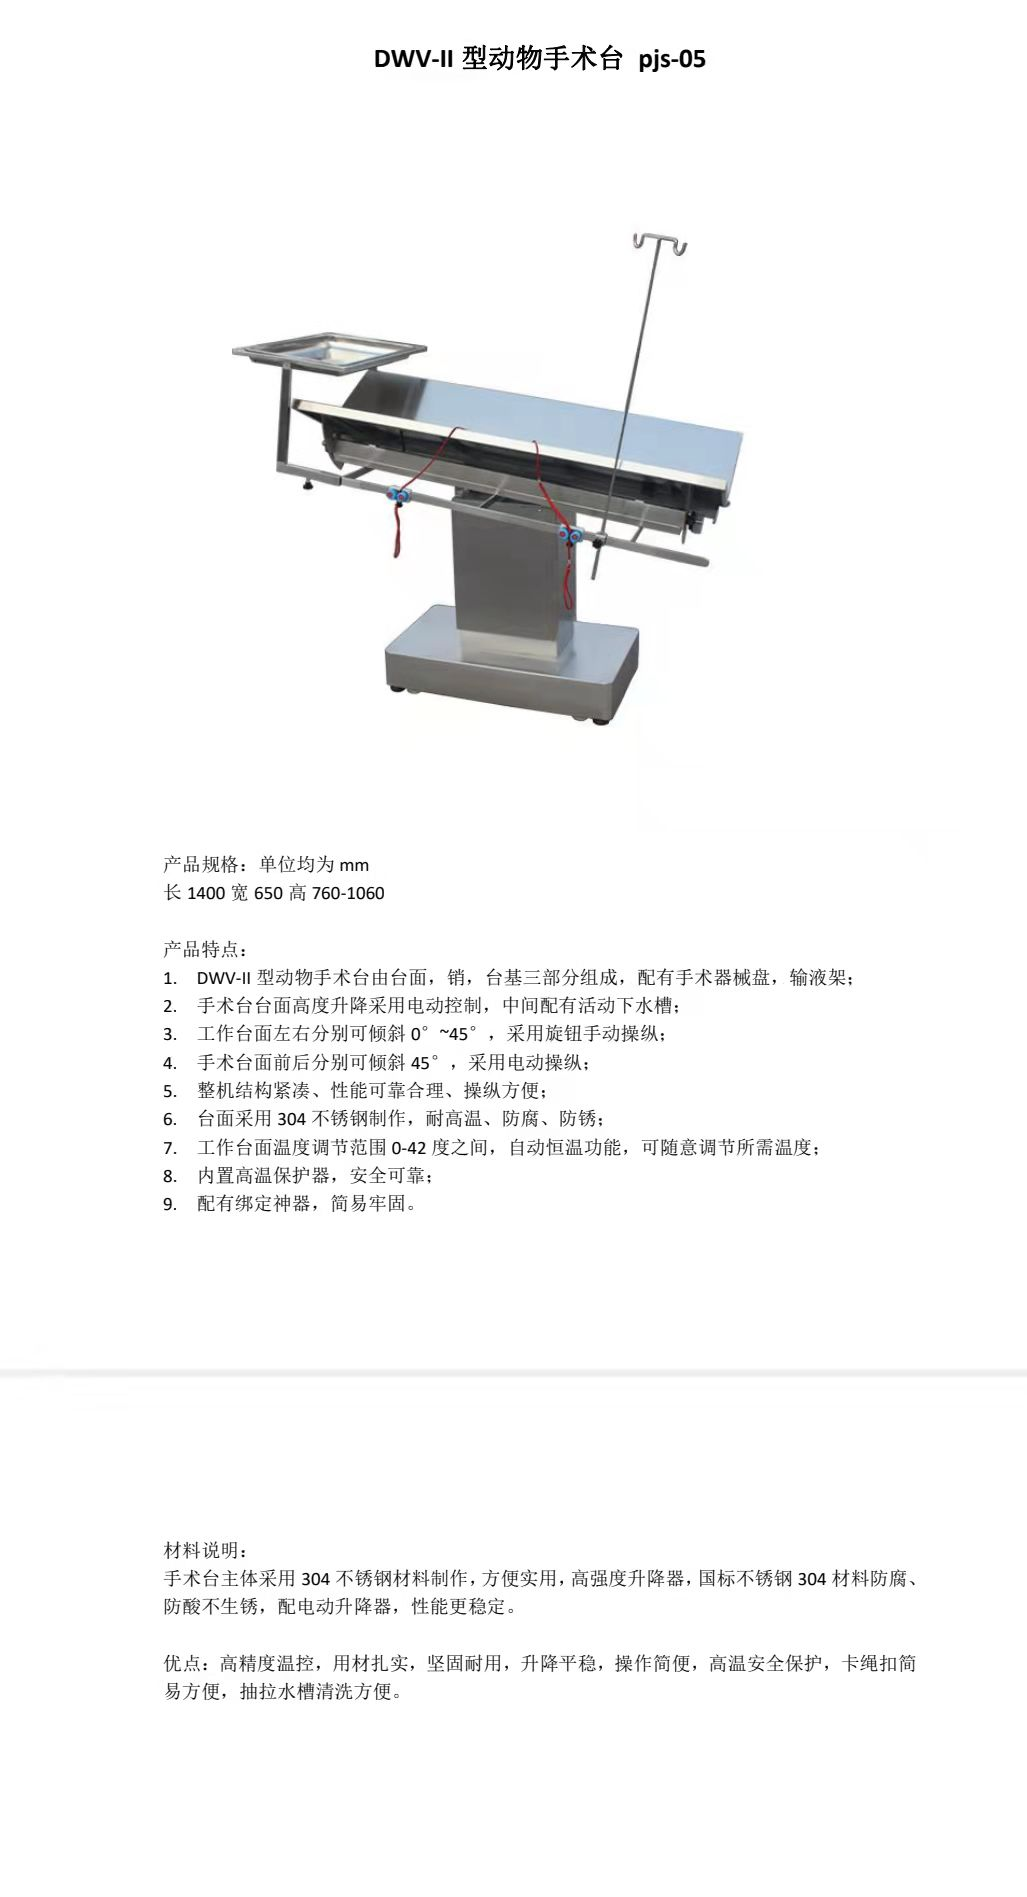 DWV-II 型动物手术台 pjs-05
产品规格：单位均为 mm
长 1400 宽 650 高 760-1060
产品特点：
1. DWV-II 型动物手术台由台面，销，台基三部分组成，配有手术器械盘，输液架；
2. 手术台台面高度升降采用电动控制，中间配有活动下水槽；
3. 工作台面左右分别可倾斜 0°~45°，采用旋钮手动操纵；
4. 手术台面前后分别可倾斜 45°，采用电动操纵；
5. 整机结构紧凑、性能可靠合理、操纵方便；
6. 台面采用 304 不锈钢制作，耐高温、防腐、防锈；
7. 工作台面温度调节范围 0-42 度之间，自动恒温功能，可随意调节所需温度；
8. 内置高温保护器，安全可靠；
9. 配有绑定神器，简易牢固。
材料说明：
手术台主体采用 304 不锈钢材料制作，方便实用，高强度升降器，国标不锈钢 304 材料防腐、
防酸不生锈，配电动升降器，性能更稳定。
优点：高精度温控，用材扎实，坚固耐用，升降平稳，操作简便，高温安全保护，卡绳扣简
易方便，抽拉水槽清洗方便。